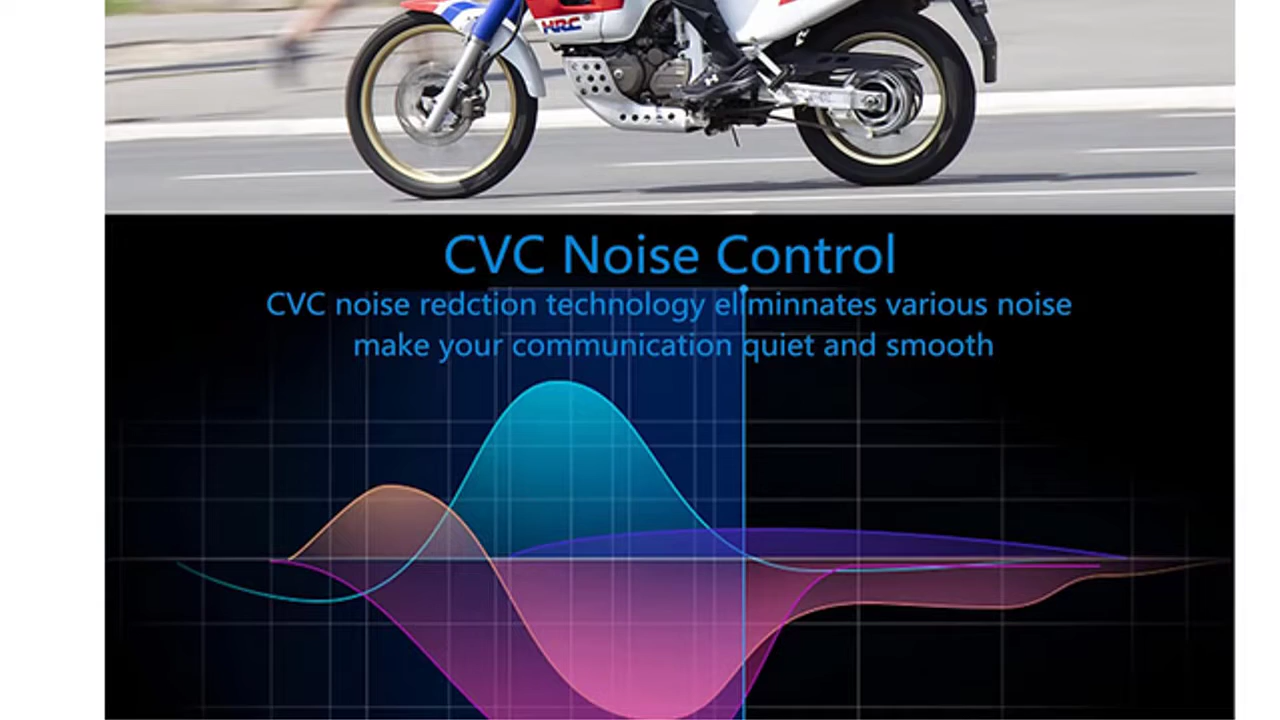 HRC
CVC Noise Control
CVC noise redction technology eliminnates various noise
make your communication quiet and smooth